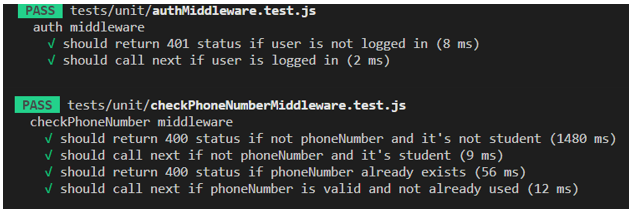 PASS tests/unit/authMiddleware.test.js
auth middleware
√ should return 401 status if user is not logged in (8 ms)
√ should call next if user is logged in (2 ms)
PASS tests/unit/checkPhoneNumberMiddleware.test.js
checkPhoneNumber middleware
√ should return 400 status if not phoneNumber and it's not student (1480 ms)
√ should call next if not phoneNumber and it's student (9 ms)
√ should return 400 status if phoneNumber already exists (56 ms)
√ should call next if phoneNumber is valid and not already used (12 ms)